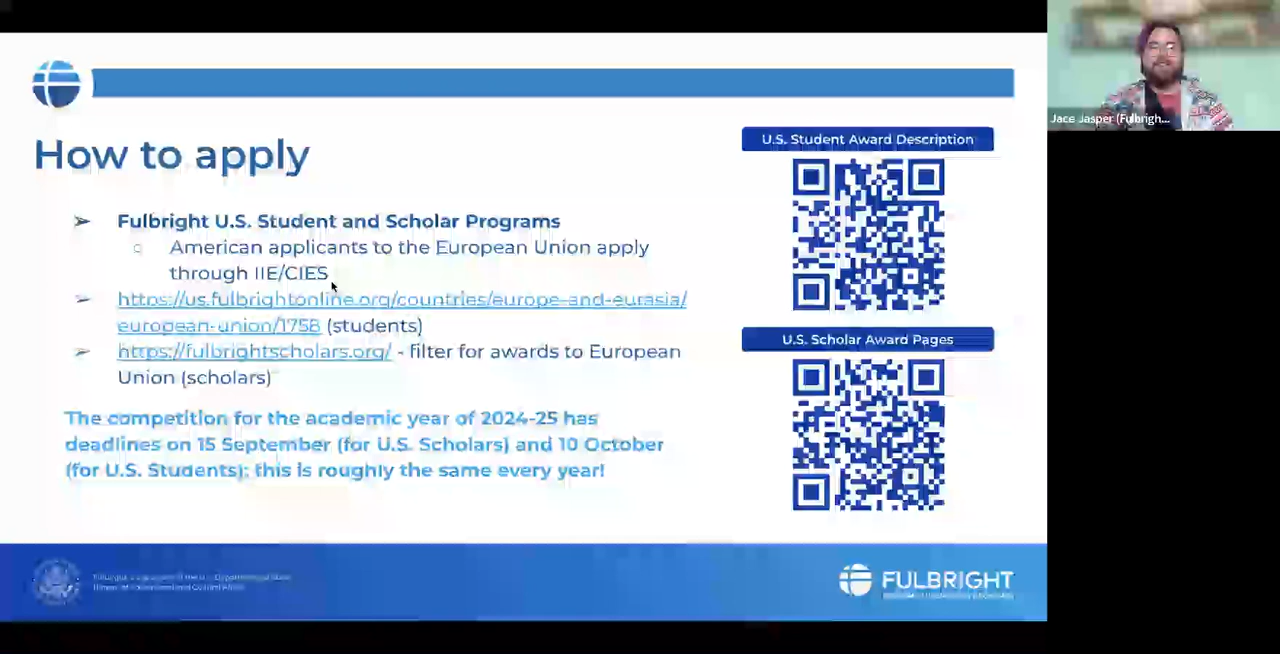 How to apply
➢ Fulbright U.S. Student and Scholar Programs
○ American applicants to the European Union apply
through IIE/CIES
➢ https://us.fulbrightonline.org/countries/europe-and-eurasia/
european-union/1758 (students)
➢ https://fulbrightscholars.org/ - filter for awards to European
Union (scholars)
The competition for the academic year of 2024-25 has
deadlines on 15 September (for U.S. Scholars) and 10 October
(for U.S. Students); this is roughly the same every year!
U.S. Student Award Description
U.S. Scholar Award Pages
FULBRIGHT
Jace Jasper (Fulbrigh...